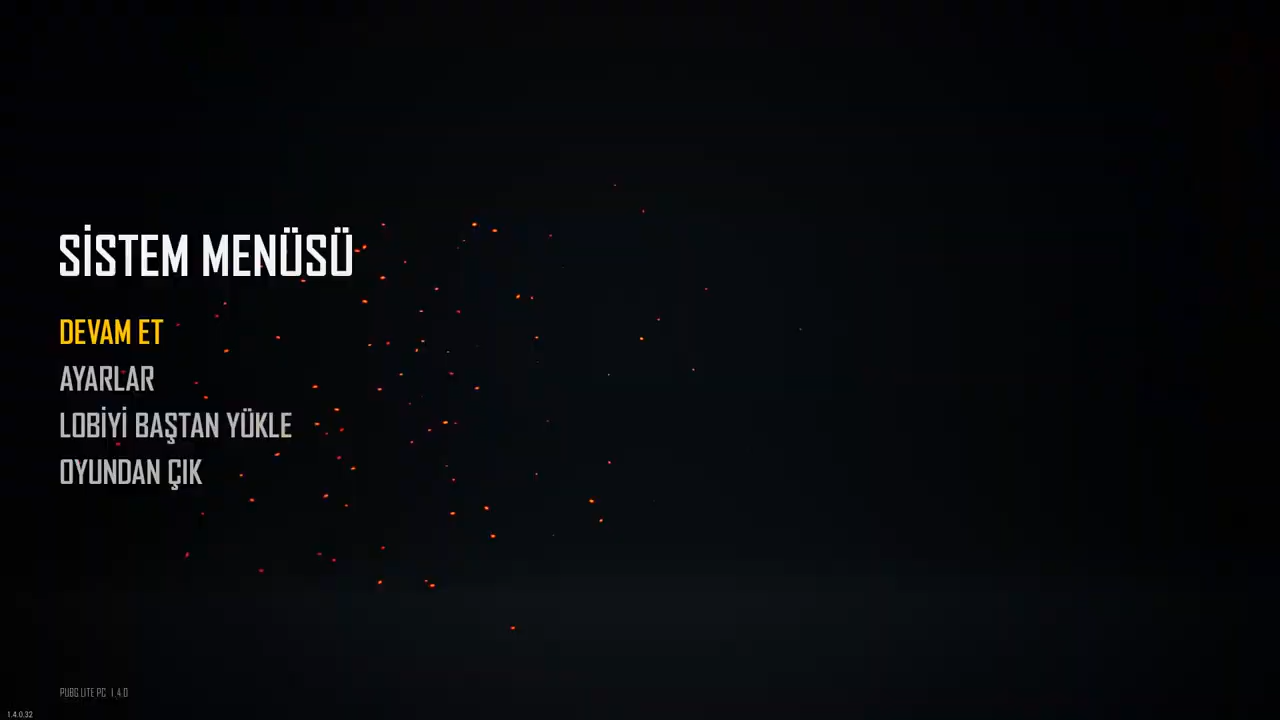 SİSTEM MENÜSÜ
DEVAM ET
AYARLAR
LOBİYİ BAŞTAN YÜKLE
OYUNDAN ÇIK
PUBG LITE PC 1.4.0
1.4.0.32